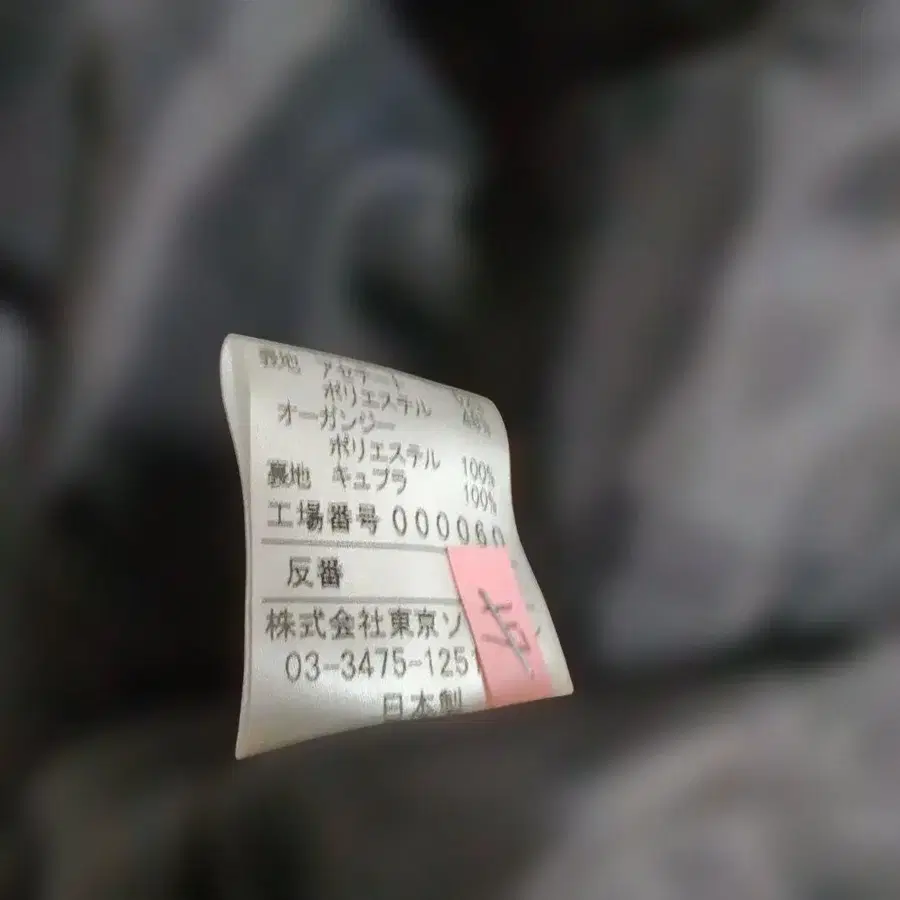 表地 アセテート
ポリエステル 48%
オーガンジー
ポリエステル 100%
裏地 キュプラ 100%
工場番号 000060
反番
株式会社東京ソ
03-3475-1251
日本製